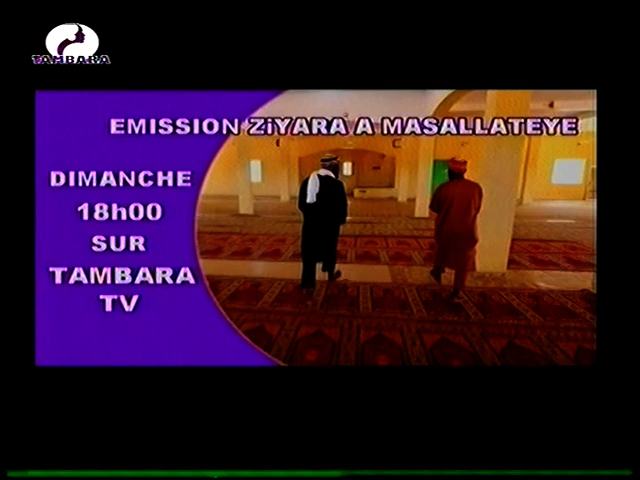 TAMBARA
EMISSION ZiYARA A MASALLATEYE
DIMANCHE
18h00
SUR
TAMBARA
TV